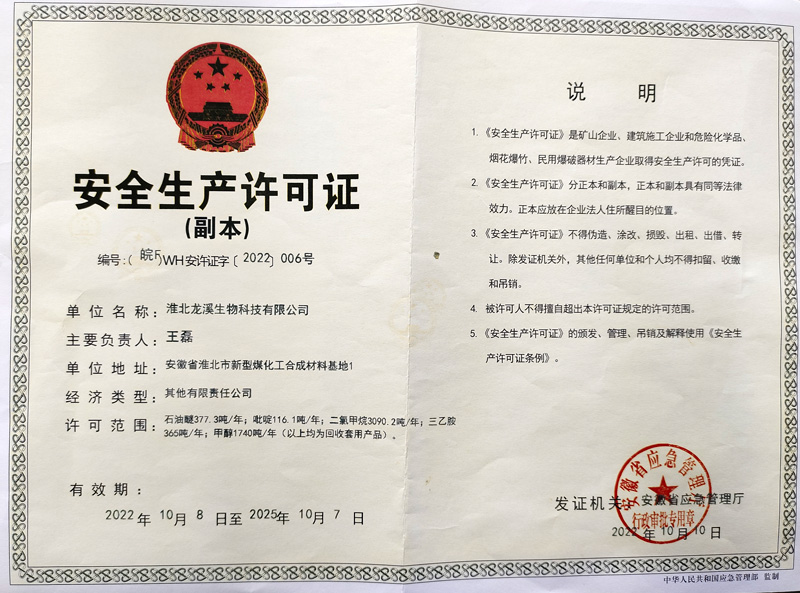 安全生产许可证
(副本)
编号:(皖F)WH安许证字〔2022〕006号
单位名称:淮北龙溪生物科技有限公司
主要负责人:王磊
单位地址:安徽省淮北市新型煤化工合成材料基地1
经济类型:其他有限责任公司
许可范围:石油醚377.3吨/年;吡啶116.1吨/年;二氯甲烷3090.2吨/年;三乙胺
365吨/年;甲醇1740吨/年(以上均为回收套用产品)。
有效期:
2022年10月8日至2025年10月7日
说 明
1.《安全生产许可证》是矿山企业、建筑施工企业和危险化学品、
烟花爆竹、民用爆破器材生产企业取得安全生产许可的凭证。
2.《安全生产许可证》分正本和副本,正本和副本具有同等法律
效力。正本应放在企业法人住所醒目的位置。
3.《安全生产许可证》不得伪造、涂改、损毁、出租、出借、转
让。除发证机关外,其他任何单位和个人均不得扣留、收缴
和吊销。
4. 被许可人不得擅自超出本许可证规定的许可范围。
5.《安全生产许可证》的颁发、管理、吊销及解释使用《安全生
产许可证条例》。
安徽省应急管理厅
发证机关:安徽省应急管理厅
行政审批专用章
2022年10月10日
中华人民共和国应急管理部 监制